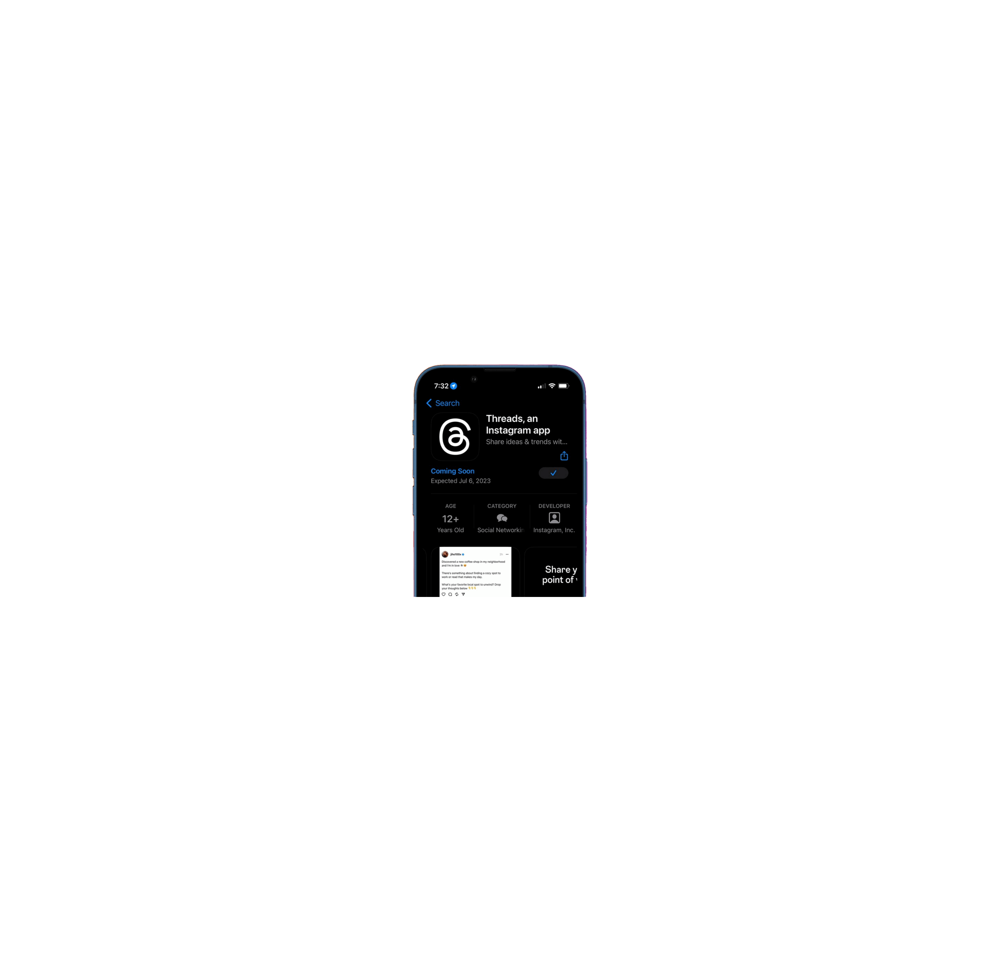 7:32
Search
Threads, an
Instagram app
Share ideas & trends wit...
Coming Soon
Expected Jul 6, 2023
AGE
CATEGORY
DEVELOPER
12+
Years Old
Social Networkin
Instagram, Inc.
jiho100x
2h
Discovered a new coffee shop in my neighborhood
and I'm in love ☕😍
There's something about finding a cozy spot to
work or read that makes my day.
What's your favorite local spot to unwind? Drop
your thoughts below 👇👇👇
Share y
point of